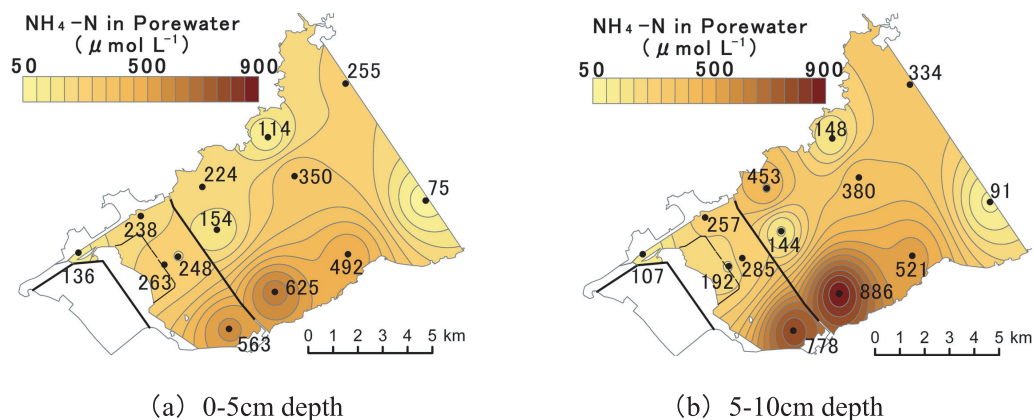 NH₄-N in Porewater
(μ mol L⁻¹)
50 500 900
255
114
224
350
75
154
238
136
263
248
492
625
563
0 1 2 3 4 5 km
(a) 0-5cm depth
NH₄-N in Porewater
(μ mol L⁻¹)
50 500 900
334
148
453
380
91
257
144
107
192
285
521
886
778
0 1 2 3 4 5 km
(b) 5-10cm depth